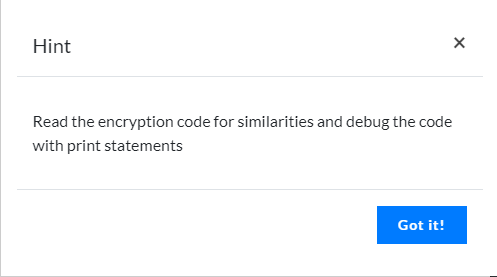 Hint
×
Read the encryption code for similarities and debug the code
with print statements
Got it!